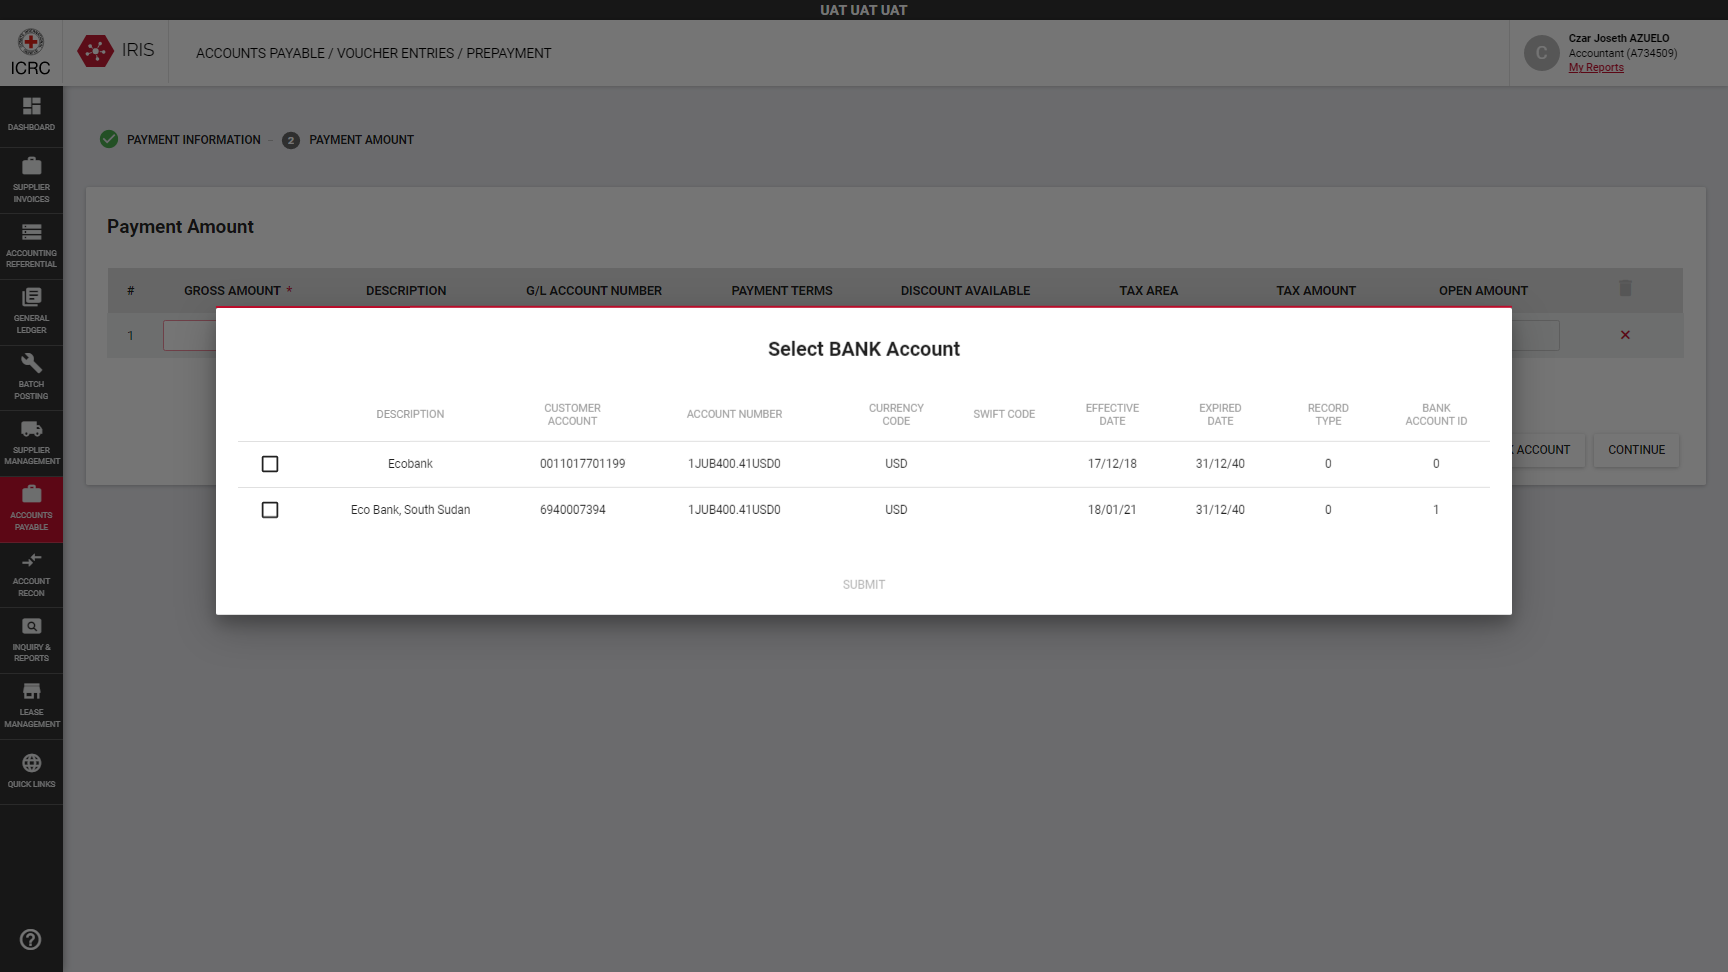 UAT UAT UAT
ICRC
IRIS
ACCOUNTS PAYABLE / VOUCHER ENTRIES / PREPAYMENT
C
Czar Joseth AZUELO
Accountant (A734509)
My Reports
DASHBOARD
SUPPLIER
INVOICES
ACCOUNTING
REFERENTIAL
GENERAL
LEDGER
BATCH
POSTING
SUPPLIER
MANAGEMENT
ACCOUNTS
PAYABLE
ACCOUNT
RECON
INQUIRY &
REPORTS
LEASE
MANAGEMENT
QUICK LINKS
PAYMENT INFORMATION
2 PAYMENT AMOUNT
Payment Amount
# GROSS AMOUNT * DESCRIPTION G/L ACCOUNT NUMBER PAYMENT TERMS DISCOUNT AVAILABLE TAX AREA TAX AMOUNT OPEN AMOUNT
1
Select BANK Account
DESCRIPTION CUSTOMER ACCOUNT ACCOUNT NUMBER CURRENCY CODE SWIFT CODE EFFECTIVE DATE EXPIRED DATE RECORD TYPE BANK ACCOUNT ID
Ecobank 0011017701199 1JUB400.41USD0 USD 17/12/18 31/12/40 0 0
Eco Bank, South Sudan 6940007394 1JUB400.41USD0 USD 18/01/21 31/12/40 0 1
SUBMIT
ACCOUNT
CONTINUE